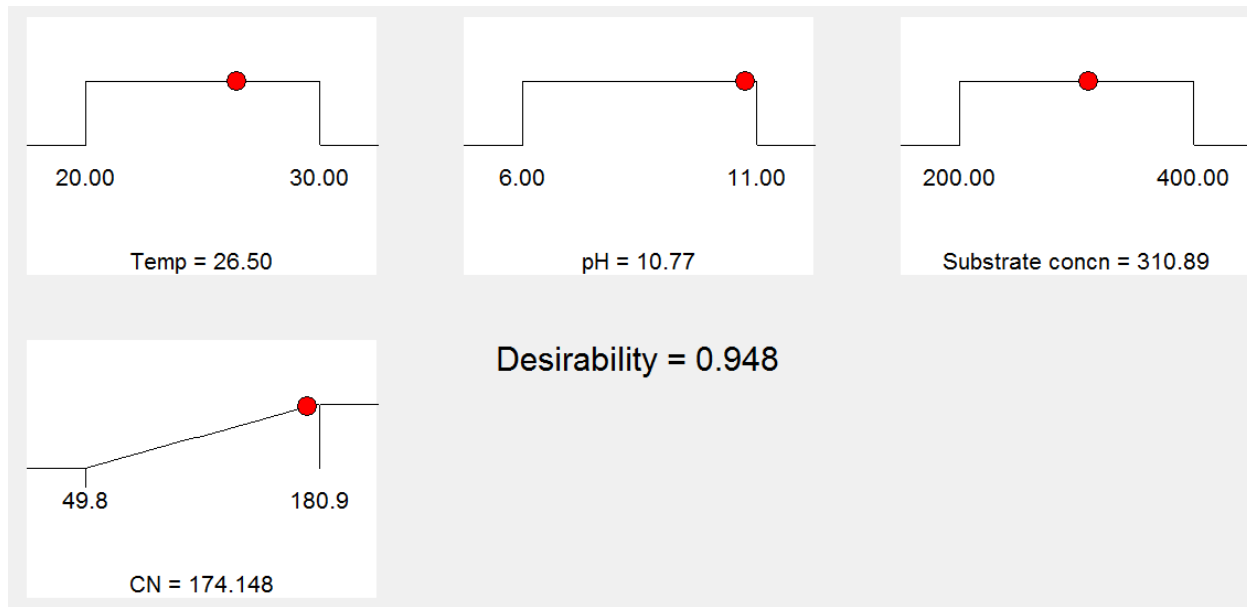 20.00 30.00
Temp = 26.50
6.00 11.00
pH = 10.77
200.00 400.00
Substrate concn = 310.89
49.8 180.9
CN = 174.148
Desirability = 0.948